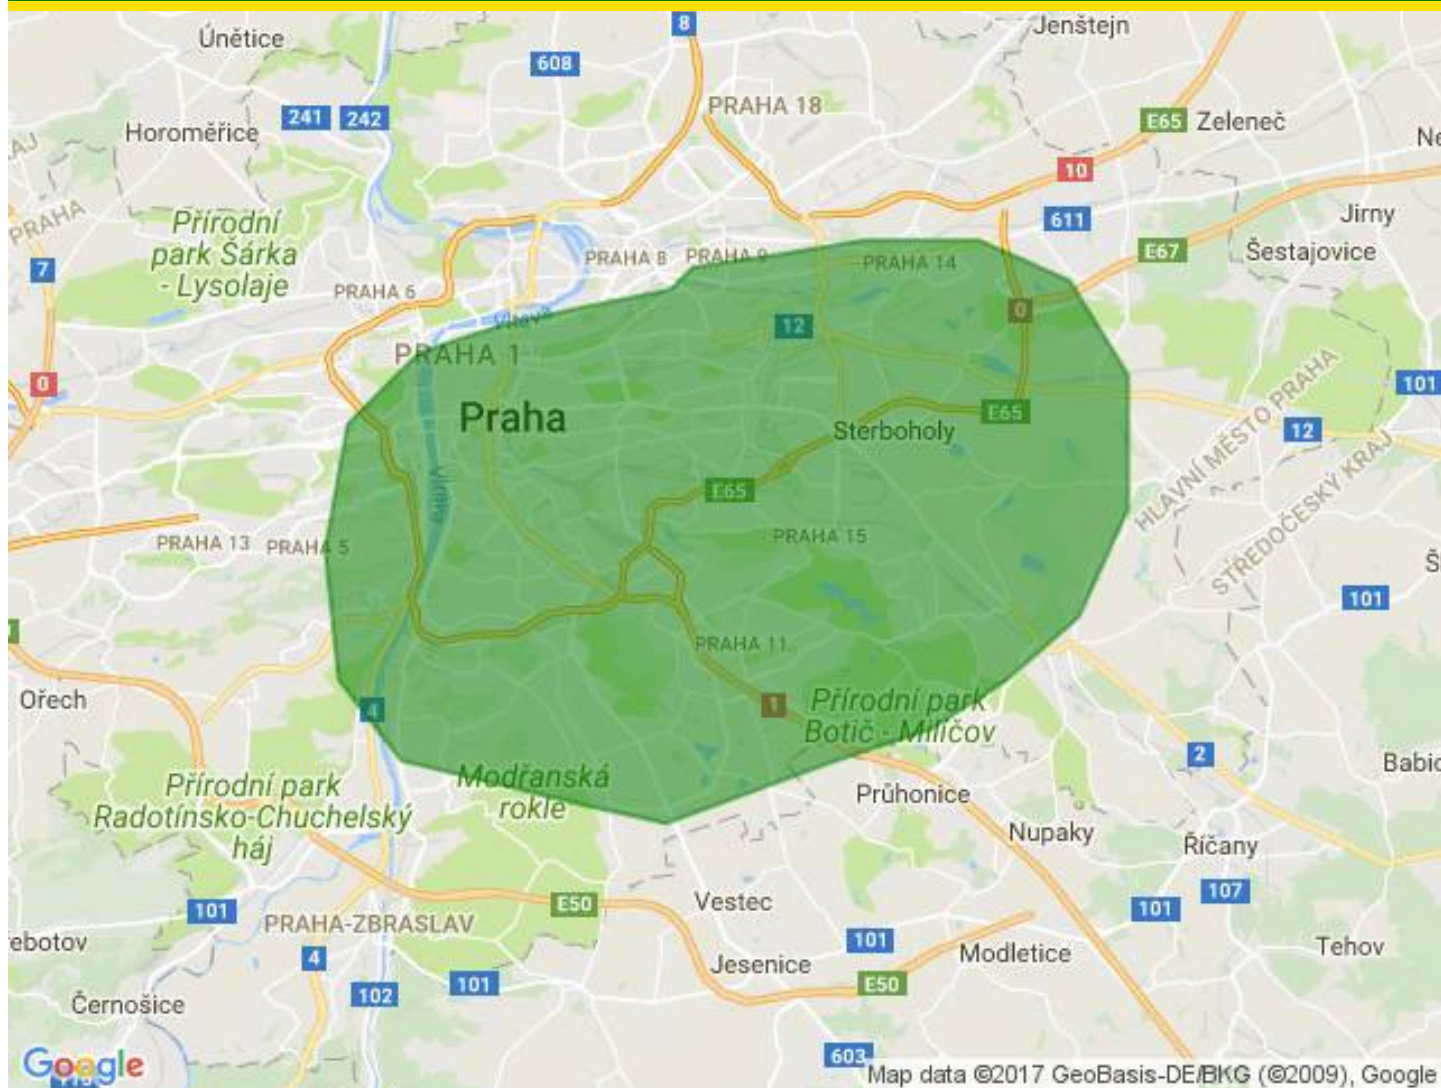 8
Jenštejn
Únětice
608
PRAHA 18
241
242
E65
Zeleneč
Horoměřice
10
PRAHA
Přírodní
park Šárka
- Lysolaje
611
Jirny
7
PRAHA 8
PRAHA 9
PRAHA 14
E67
Šestajovice
PRAHA 6
0
Vltava
12
PRAHA 1
0
101
Praha
E65
Sterboholy
12
HLAVNÍ MĚSTO PRAHA
STŘEDOČESKÝ KRAJ
Vltava
E65
PRAHA 13
PRAHA 5
PRAHA 15
101
PRAHA 11
Ořech
4
1
Přírodní park
Botič - Milíčov
2
Přírodní park
Radotínsko-Chuchelský
háj
Modřanská
rokle
Průhonice
Nupaky
Říčany
101
PRAHA-ZBRASLAV
E50
Vestec
101
107
4
101
Modletice
Tehov
102
101
Jesenice
E50
Černošice
603
Google
Map data ©2017 GeoBasis-DE/BKG (©2009), Google